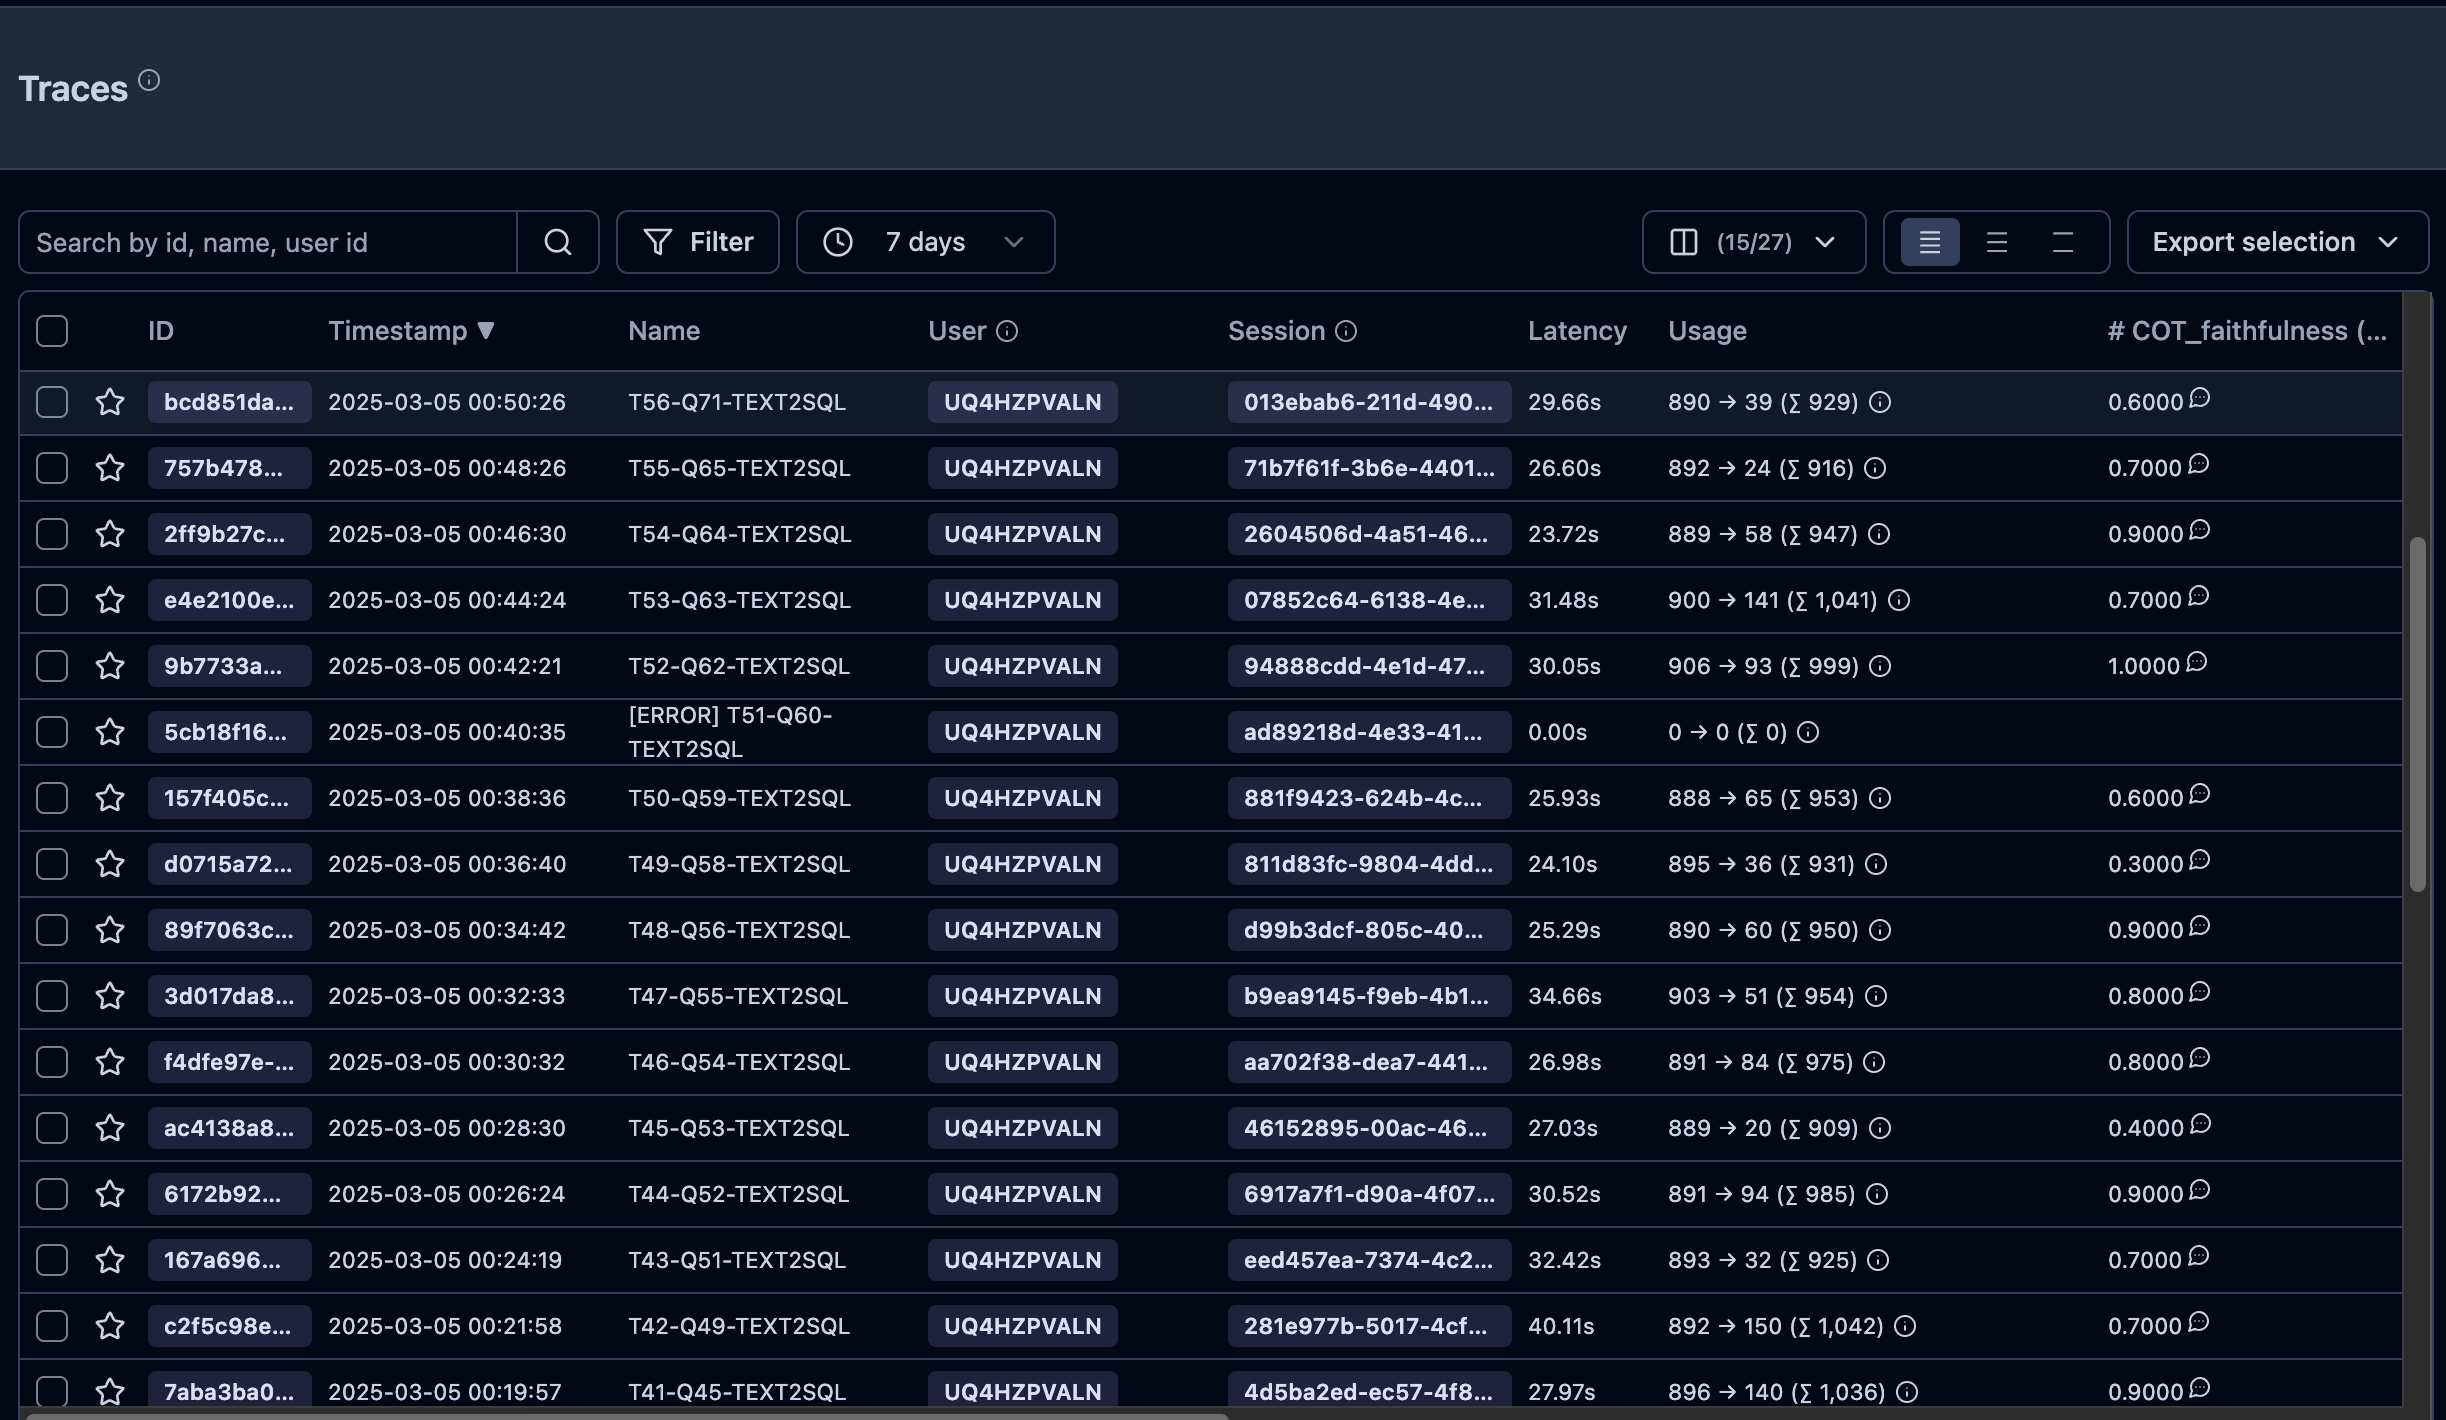 Traces
Search by id, name, user id Filter 7 days (15/27) Export selection
ID Timestamp ▼ Name User Session Latency Usage # COT_faithfulness (...
bcd851da... 2025-03-05 00:50:26 T56-Q71-TEXT2SQL UQ4HZPVALN 013ebab6-211d-490... 29.66s 890 → 39 (∑ 929) 0.6000
757b478... 2025-03-05 00:48:26 T55-Q65-TEXT2SQL UQ4HZPVALN 71b7f61f-3b6e-4401... 26.60s 892 → 24 (∑ 916) 0.7000
2ff9b27c... 2025-03-05 00:46:30 T54-Q64-TEXT2SQL UQ4HZPVALN 2604506d-4a51-46... 23.72s 889 → 58 (∑ 947) 0.9000
e4e2100e... 2025-03-05 00:44:24 T53-Q63-TEXT2SQL UQ4HZPVALN 07852c64-6138-4e... 31.48s 900 → 141 (∑ 1,041) 0.7000
9b7733a... 2025-03-05 00:42:21 T52-Q62-TEXT2SQL UQ4HZPVALN 94888cdd-4e1d-47... 30.05s 906 → 93 (∑ 999) 1.0000
5cb18f16... 2025-03-05 00:40:35 [ERROR] T51-Q60-
TEXT2SQL UQ4HZPVALN ad89218d-4e33-41... 0.00s 0 → 0 (∑ 0)
157f405c... 2025-03-05 00:38:36 T50-Q59-TEXT2SQL UQ4HZPVALN 881f9423-624b-4c... 25.93s 888 → 65 (∑ 953) 0.6000
d0715a72... 2025-03-05 00:36:40 T49-Q58-TEXT2SQL UQ4HZPVALN 811d83fc-9804-4dd... 24.10s 895 → 36 (∑ 931) 0.3000
89f7063c... 2025-03-05 00:34:42 T48-Q56-TEXT2SQL UQ4HZPVALN d99b3dcf-805c-40... 25.29s 890 → 60 (∑ 950) 0.9000
3d017da8... 2025-03-05 00:32:33 T47-Q55-TEXT2SQL UQ4HZPVALN b9ea9145-f9eb-4b1... 34.66s 903 → 51 (∑ 954) 0.8000
f4dfe97e-... 2025-03-05 00:30:32 T46-Q54-TEXT2SQL UQ4HZPVALN aa702f38-dea7-441... 26.98s 891 → 84 (∑ 975) 0.8000
ac4138a8... 2025-03-05 00:28:30 T45-Q53-TEXT2SQL UQ4HZPVALN 46152895-00ac-46... 27.03s 889 → 20 (∑ 909) 0.4000
6172b92... 2025-03-05 00:26:24 T44-Q52-TEXT2SQL UQ4HZPVALN 6917a7f1-d90a-4f07... 30.52s 891 → 94 (∑ 985) 0.9000
167a696... 2025-03-05 00:24:19 T43-Q51-TEXT2SQL UQ4HZPVALN eed457ea-7374-4c2... 32.42s 893 → 32 (∑ 925) 0.7000
c2f5c98e... 2025-03-05 00:21:58 T42-Q49-TEXT2SQL UQ4HZPVALN 281e977b-5017-4cf... 40.11s 892 → 150 (∑ 1,042) 0.7000
7aba3ba0... 2025-03-05 00:19:57 T41-Q45-TEXT2SQL UQ4HZPVALN 4d5ba2ed-ec57-4f8... 27.97s 896 → 140 (∑ 1,036) 0.9000